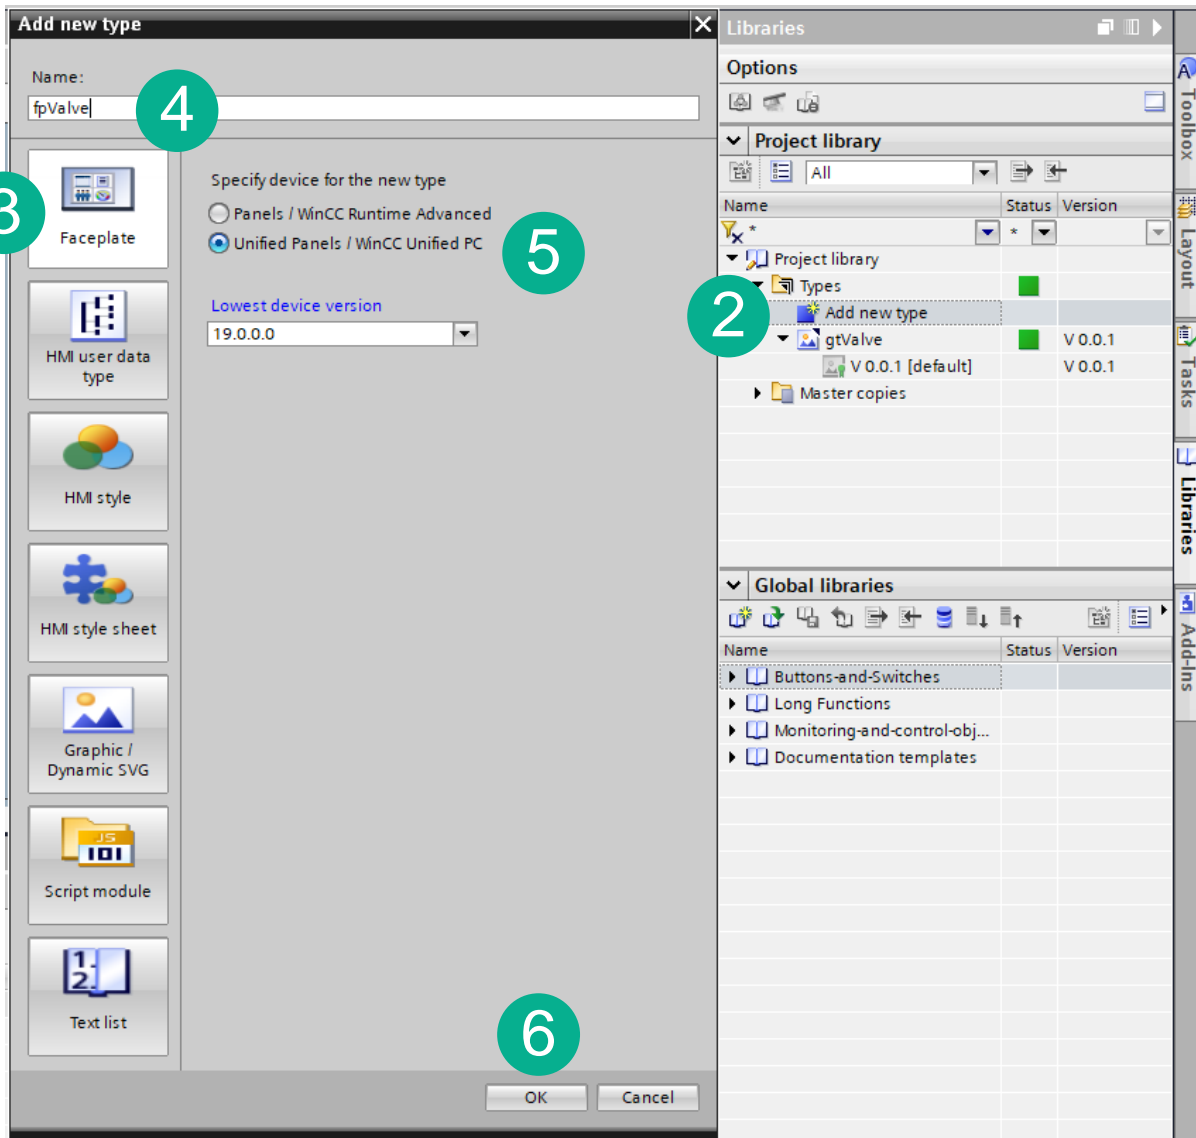 Add new type
Name:
fpValve
4
3
Faceplate
HMI user data
type
HMI style
HMI style sheet
Graphic /
Dynamic SVG
JS
Script module
1-
2.
Text list
Specify device for the new type
Panels / WinCC Runtime Advanced
Unified Panels / WinCC Unified PC
5
Lowest device version
19.0.0.0
6
OK
Cancel
Libraries
Options
Project library
All
Name Status Version
* *
Project library
Types
2
Add new type
gtValve V 0.0.1
V 0.0.1 [default] V 0.0.1
Master copies
Global libraries
Name Status Version
Buttons-and-Switches
Long Functions
Monitoring-and-control-obj...
Documentation templates
Toolbox
Layout
Tasks
Libraries
Add-Ins